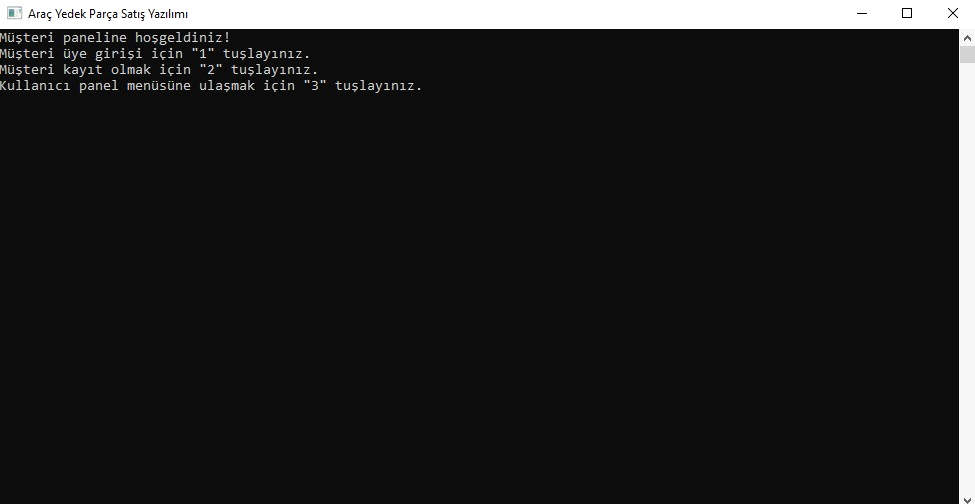 Araç Yedek Parça Satış Yazılımı
Müşteri paneline hoşgeldiniz!
Müşteri üye girişi için "1" tuşlayınız.
Müşteri kayıt olmak için "2" tuşlayınız.
Kullanıcı panel menüsüne ulaşmak için "3" tuşlayınız.